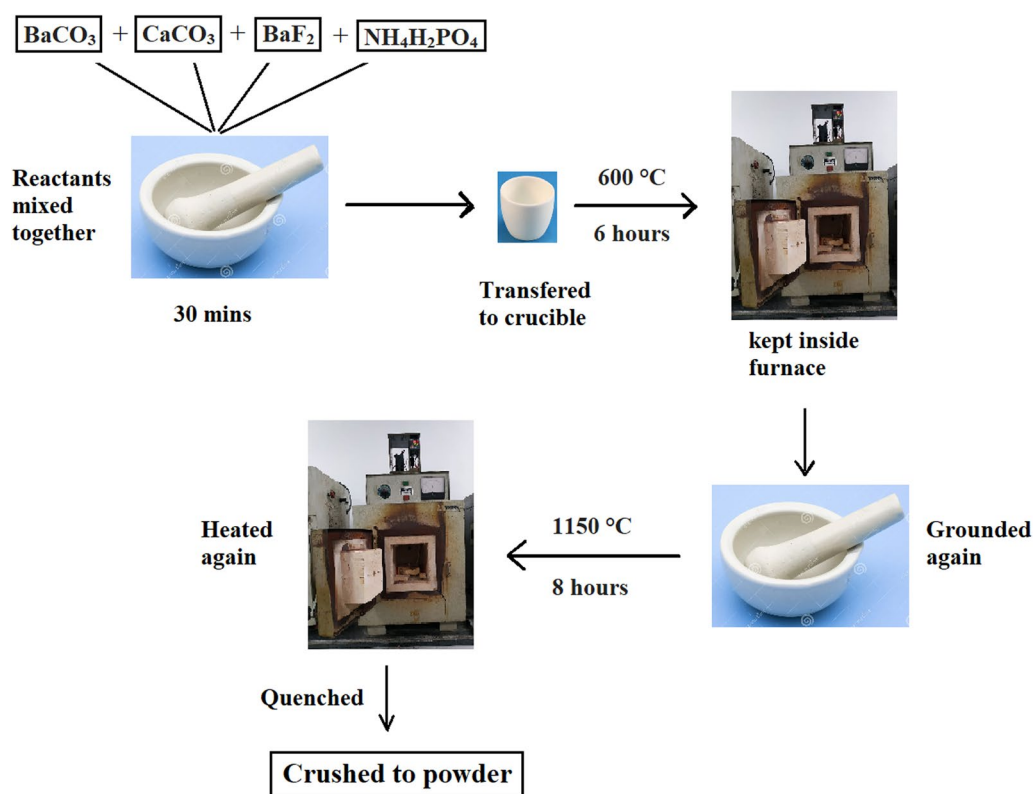 BaCO₃ + CaCO₃ + BaF₂ + NH₄H₂PO₄
Reactants
mixed
together
30 mins
Transfered
to crucible
600 °C
6 hours
kept inside
furnace
Grounded
again
1150 °C
8 hours
Heated
again
Quenched
Crushed to powder